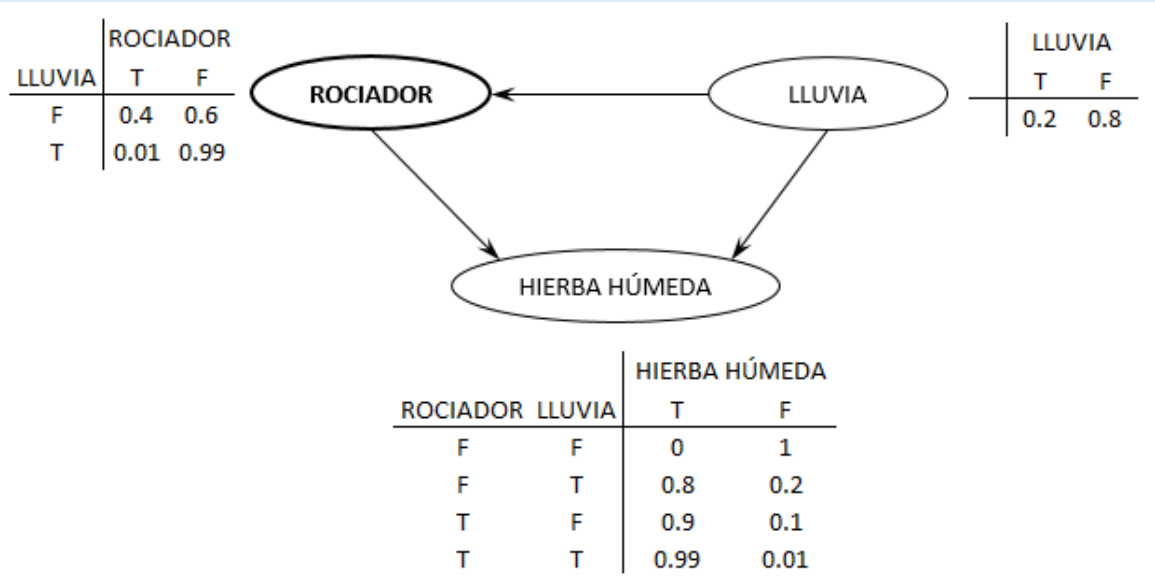 ROCIADOR
LLUVIA T F
F 0.4 0.6
T 0.01 0.99
ROCIADOR
LLUVIA
LLUVIA
T F
0.2 0.8
HIERBA HÚMEDA
HIERBA HÚMEDA
ROCIADOR LLUVIA T F
F F 0 1
F T 0.8 0.2
T F 0.9 0.1
T T 0.99 0.01